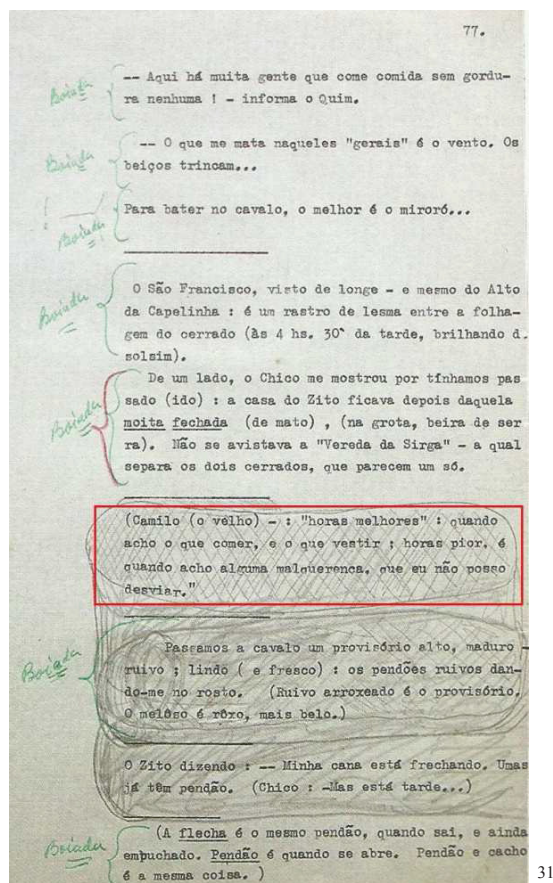 77.
Boiada
-- Aqui há muita gente que come comida sem gordu-
ra nenhuma ! - informa o Quim.
Boiada
-- O que me mata naqueles "gerais" é o vento. Os
beiços trincam...
Boiada
Para bater no cavalo, o melhor é o miroró...
Boiada
O São Francisco, visto de longe - e mesmo do Alto
da Capelinha : é um rastro de lesma entre a folha-
gem do cerrado (às 4 hs. 30` da tarde, brilhando d.
solsim).
Boiada
De um lado, o Chico me mostrou por tínhamos pas
sado (ido) : a casa do Zito ficava depois daquela
moita fechada (de mato) , (na grota, beira de ser
ra). Não se avistava a "Vereda da Sirga" - a qual
separa os dois cerrados, que parecem um só.
(Camilo (o velho) - : "horas melhores" : quando
acho o que comer, e o que vestir ; horas pior, é
quando acho alguma malquerença, que eu não posso
desviar."
Boiada
Passamos a cavalo um provisório alto, maduro -
ruivo ; lindo ( e fresco) : os pendões ruivos dan-
do-me no rosto. (Ruivo arroxeado é o provisório.
O melôso é rôxo, mais belo.)
O Zito dizendo : -- Minha cana está frechando. Umas
já têm pendão. (Chico : -Mas está tarde...)
Boiada
(A flecha é o mesmo pendão, quando sai, e ainda
empuchado. Pendão é quando se abre. Pendão e cacho
é a mesma coisa. )
31